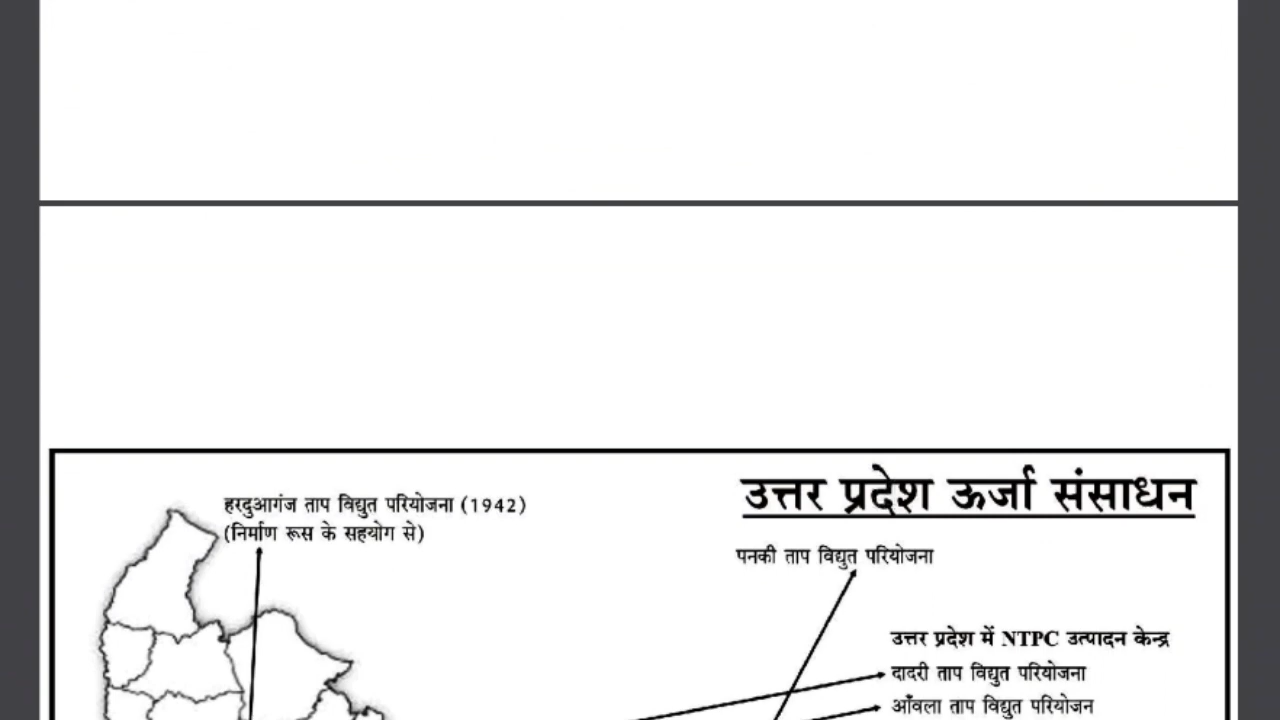 उत्तर प्रदेश ऊर्जा संसाधन
हरदुआगंज ताप विद्युत परियोजना (1942)
(निर्माण रूस के सहयोग से)
पनकी ताप विद्युत परियोजना
उत्तर प्रदेश में NTPC उत्पादन केन्द्र
दादरी ताप विद्युत परियोजना
आँवला ताप विद्युत परियोजन